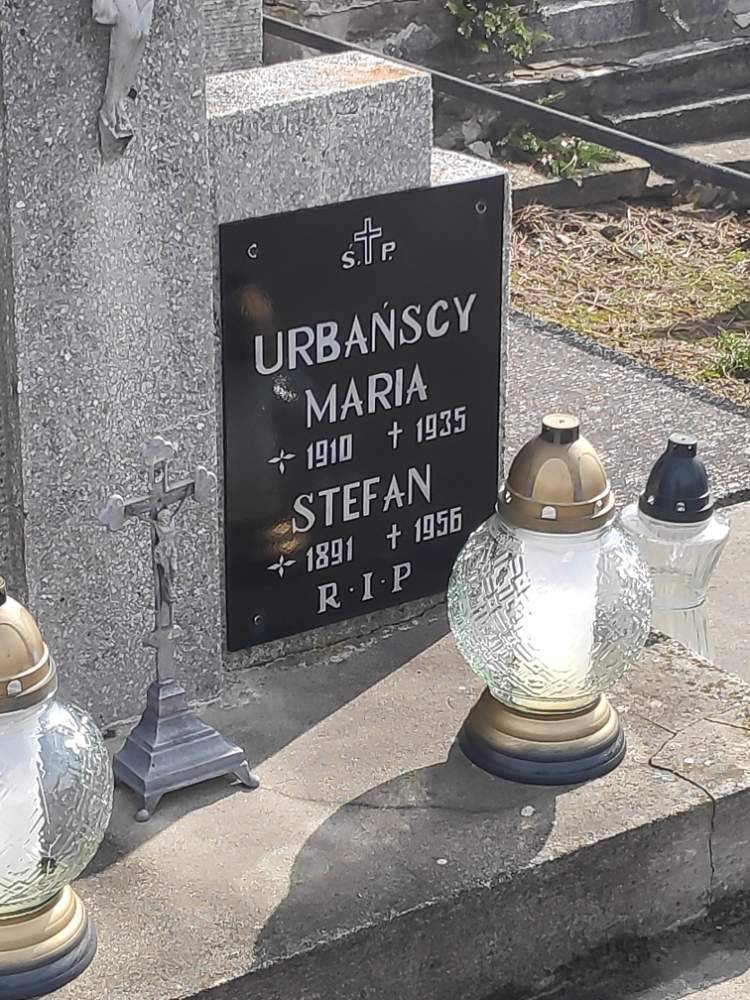 Ś.P.
URBAŃSCY
MARIA
1910 1935
STEFAN
1891 1956
R·I·P